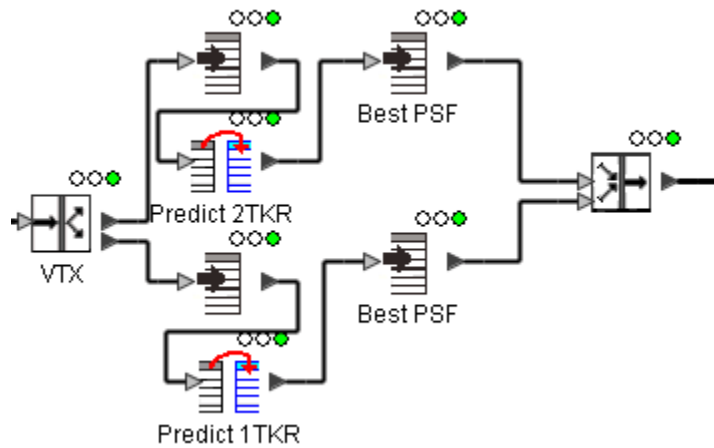 Best PSF
Predict 2TKR
VTX
Best PSF
Predict 1TKR